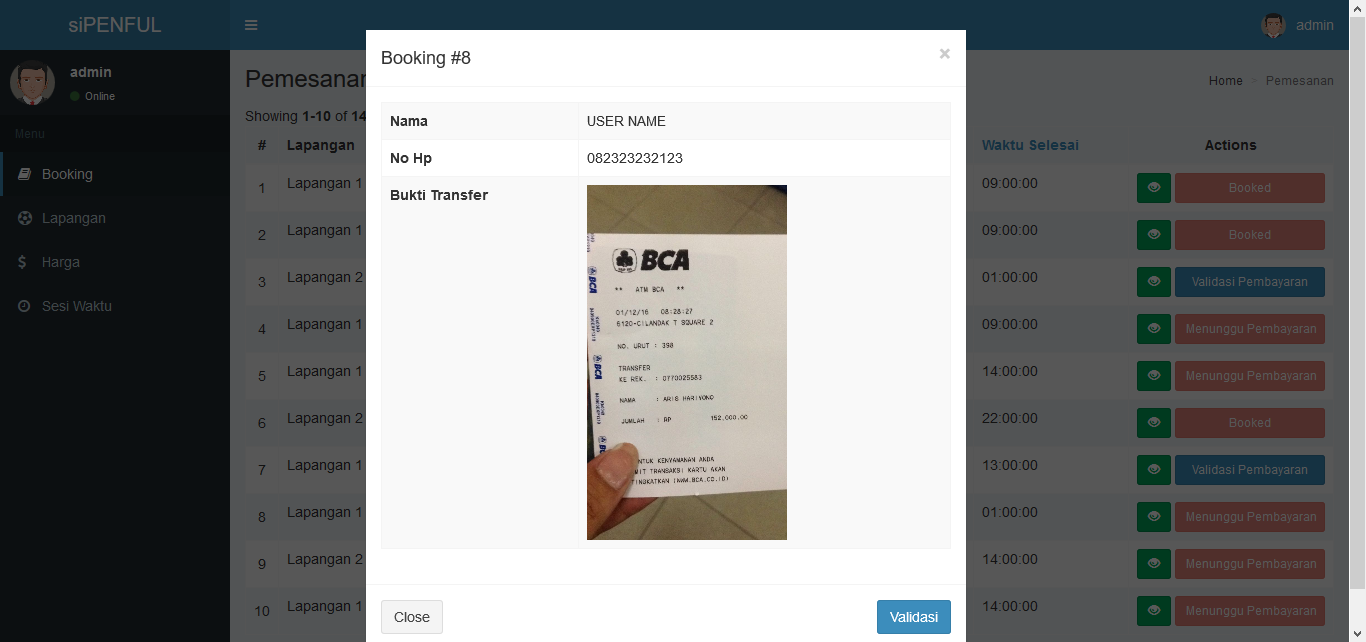 siPENFUL
admin
admin
Online
Menu
Booking
Lapangan
Harga
Sesi Waktu
Pemesanan
Home > Pemesanan
Showing 1-10 of 14
# Lapangan Waktu Selesai Actions
1 Lapangan 1 09:00:00 Booked
2 Lapangan 1 09:00:00 Booked
3 Lapangan 2 01:00:00 Validasi Pembayaran
4 Lapangan 1 09:00:00 Menunggu Pembayaran
5 Lapangan 1 14:00:00 Menunggu Pembayaran
6 Lapangan 2 22:00:00 Booked
7 Lapangan 1 13:00:00 Validasi Pembayaran
8 Lapangan 1 01:00:00 Menunggu Pembayaran
9 Lapangan 2 14:00:00 Menunggu Pembayaran
10 Lapangan 1 14:00:00 Menunggu Pembayaran
Booking #8 ×
Nama USER NAME
No Hp 082323232123
Bukti Transfer
BCA
** ATM BCA **
01/12/16 08:28:27
6120-CILANDAK T SQUARE 2
NO. URUT : 398
TRANSFER
KE REK. : 0770025583
NAMA : ARIS HARIYONO
JUMLAH : RP 152.000.00
NTUK KENYAMANAN ANDA
MIT TRANSAKSI KARTU AKAN
TINGKATKAN (WWW.BCA.CO.ID)
BCA
BCA
BCA
Close Validasi